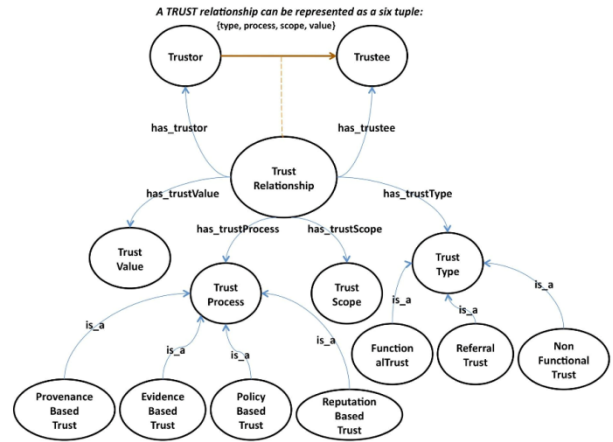 A TRUST relationship can be represented as a six tuple:
{type, process, scope, value}
Trustor
Trustee
has_trustor
has_trustee
Trust
Relationship
has_trustValue
has_trustType
has_trustProcess
has_trustScope
Trust
Value
Trust
Process
Trust
Scope
Trust
Type
is_a
is_a
is_a
is_a
is_a
is_a
is_a
Function
alTrust
Referral
Trust
Non
Functional
Trust
Provenance
Based
Trust
Evidence
Based
Trust
Policy
Based
Trust
Reputation
Based
Trust